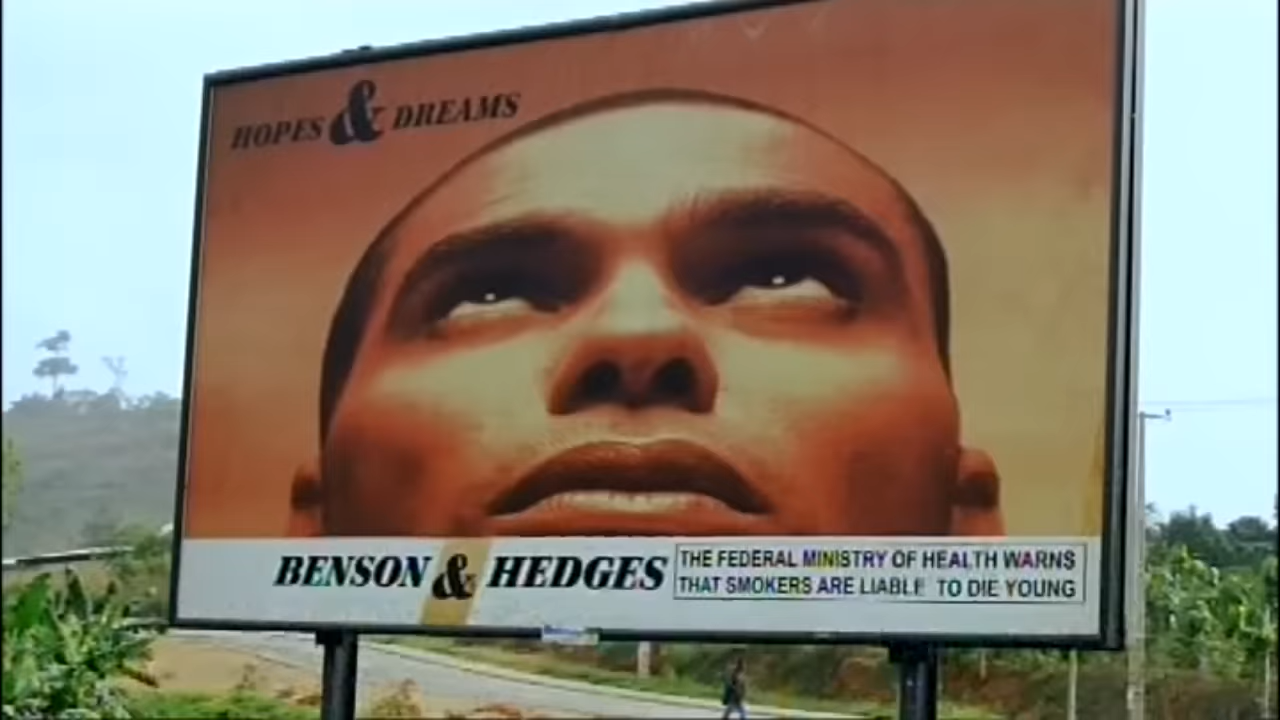 HOPES & DREAMS
BENSON & HEDGES
THE FEDERAL MINISTRY OF HEALTH WARNS
THAT SMOKERS ARE LIABLE TO DIE YOUNG